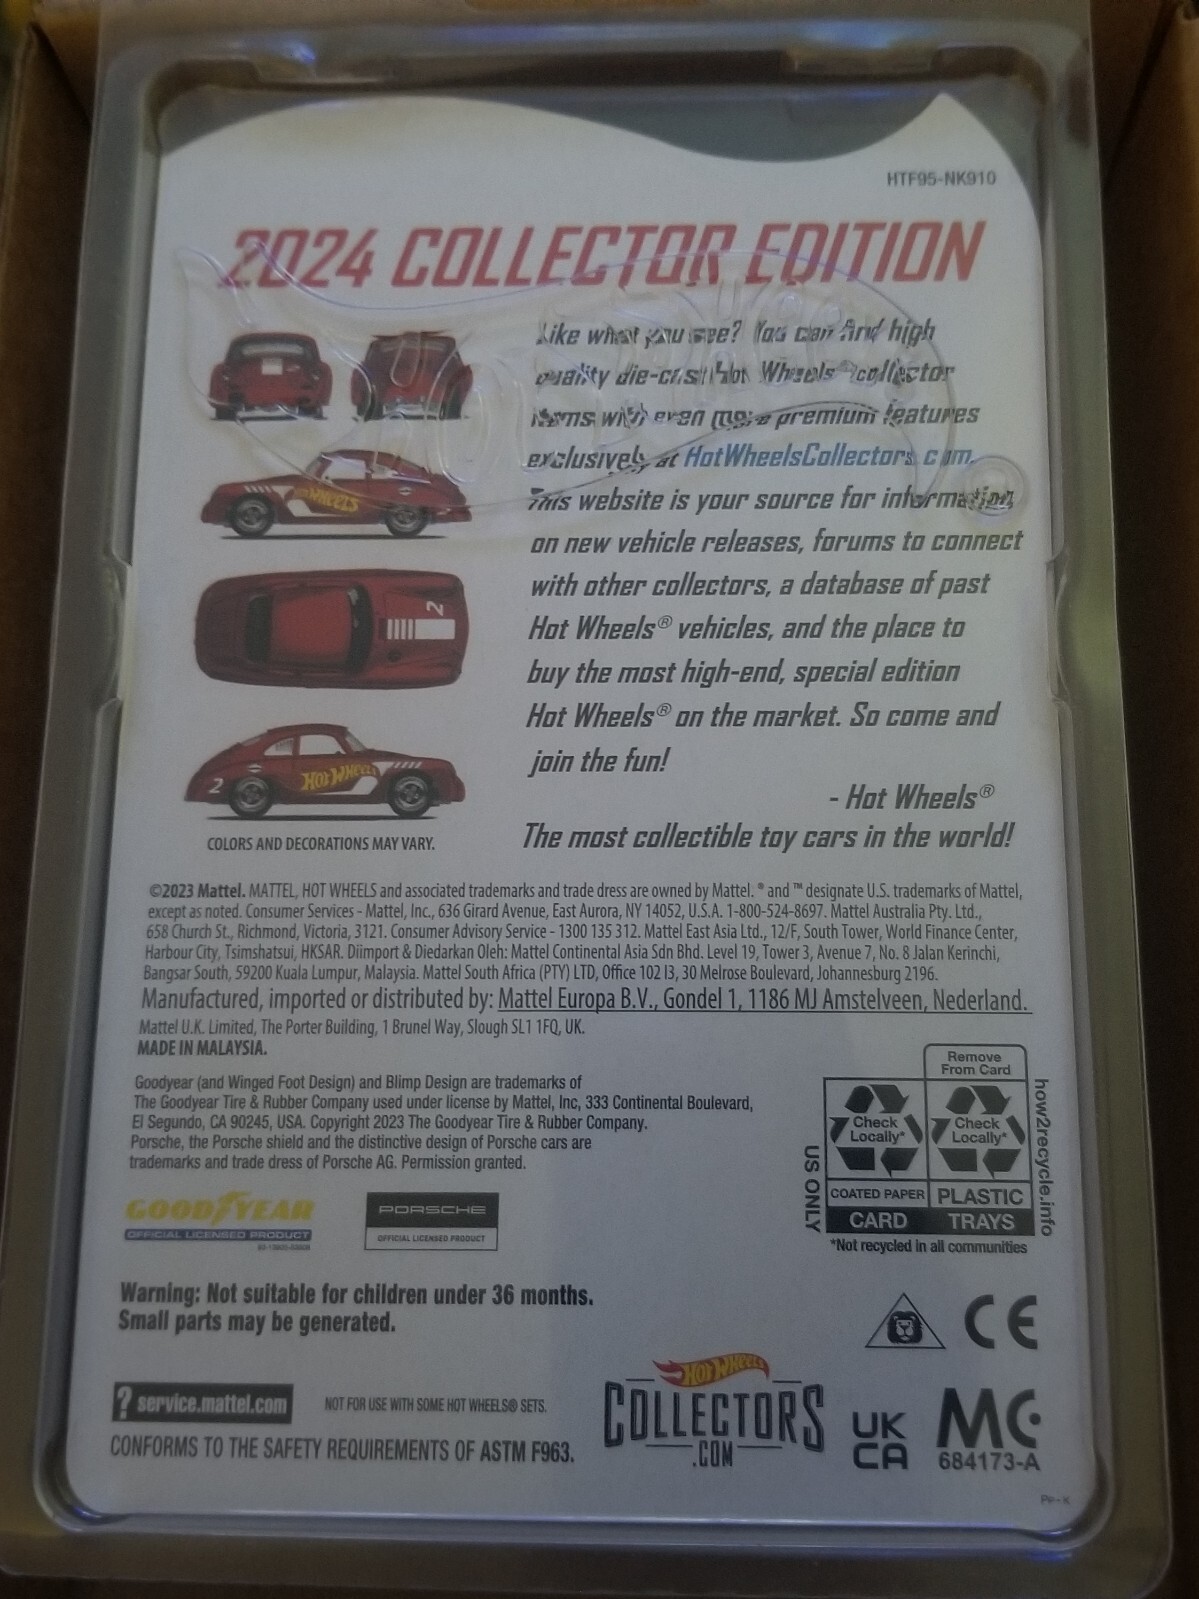 HTF95-NK910
2024 COLLECTOR EDITION
Like what you see? You can find high
quality die-cast Hot Wheels® collector
items with even more premium features
exclusively at HotWheelsCollectors.com.
This website is your source for information
on new vehicle releases, forums to connect
with other collectors, a database of past
Hot Wheels® vehicles, and the place to
buy the most high-end, special edition
Hot Wheels® on the market. So come and
join the fun!
- Hot Wheels®
The most collectible toy cars in the world!
HOT WHEELS
2
2
HOT WHEELS
COLORS AND DECORATIONS MAY VARY.
©2023 Mattel. MATTEL, HOT WHEELS and associated trademarks and trade dress are owned by Mattel. ® and ™ designate U.S. trademarks of Mattel,
except as noted. Consumer Services - Mattel, Inc., 636 Girard Avenue, East Aurora, NY 14052, U.S.A. 1-800-524-8697. Mattel Australia Pty. Ltd.,
658 Church St., Richmond, Victoria, 3121. Consumer Advisory Service - 1300 135 312. Mattel East Asia Ltd., 12/F, South Tower, World Finance Center,
Harbour City, Tsimshatsui, HKSAR. Diimport & Diedarkan Oleh: Mattel Continental Asia Sdn Bhd. Level 19, Tower 3, Avenue 7, No. 8 Jalan Kerinchi,
Bangsar South, 59200 Kuala Lumpur, Malaysia. Mattel South Africa (PTY) LTD, Office 102 I3, 30 Melrose Boulevard, Johannesburg 2196.
Manufactured, imported or distributed by: Mattel Europa B.V., Gondel 1, 1186 MJ Amstelveen, Nederland.
Mattel U.K. Limited, The Porter Building, 1 Brunel Way, Slough SL1 1FQ, UK.
MADE IN MALAYSIA.
Goodyear (and Winged Foot Design) and Blimp Design are trademarks of
The Goodyear Tire & Rubber Company used under license by Mattel, Inc, 333 Continental Boulevard,
El Segundo, CA 90245, USA. Copyright 2023 The Goodyear Tire & Rubber Company.
Porsche, the Porsche shield and the distinctive design of Porsche cars are
trademarks and trade dress of Porsche AG. Permission granted.
GOODYEAR
OFFICIAL LICENSED PRODUCT
PORSCHE
OFFICIAL LICENSED PRODUCT
Remove
From Card
Check
Locally*
Check
Locally*
COATED PAPER
PLASTIC
CARD
TRAYS
US ONLY
how2recycle.info
*Not recycled in all communities
Warning: Not suitable for children under 36 months.
Small parts may be generated.
CE
? service.mattel.com
NOT FOR USE WITH SOME HOT WHEELS® SETS.
CONFORMS TO THE SAFETY REQUIREMENTS OF ASTM F963.
HOT WHEELS
COLLECTORS
.COM
UK
CA
MC
684173-A